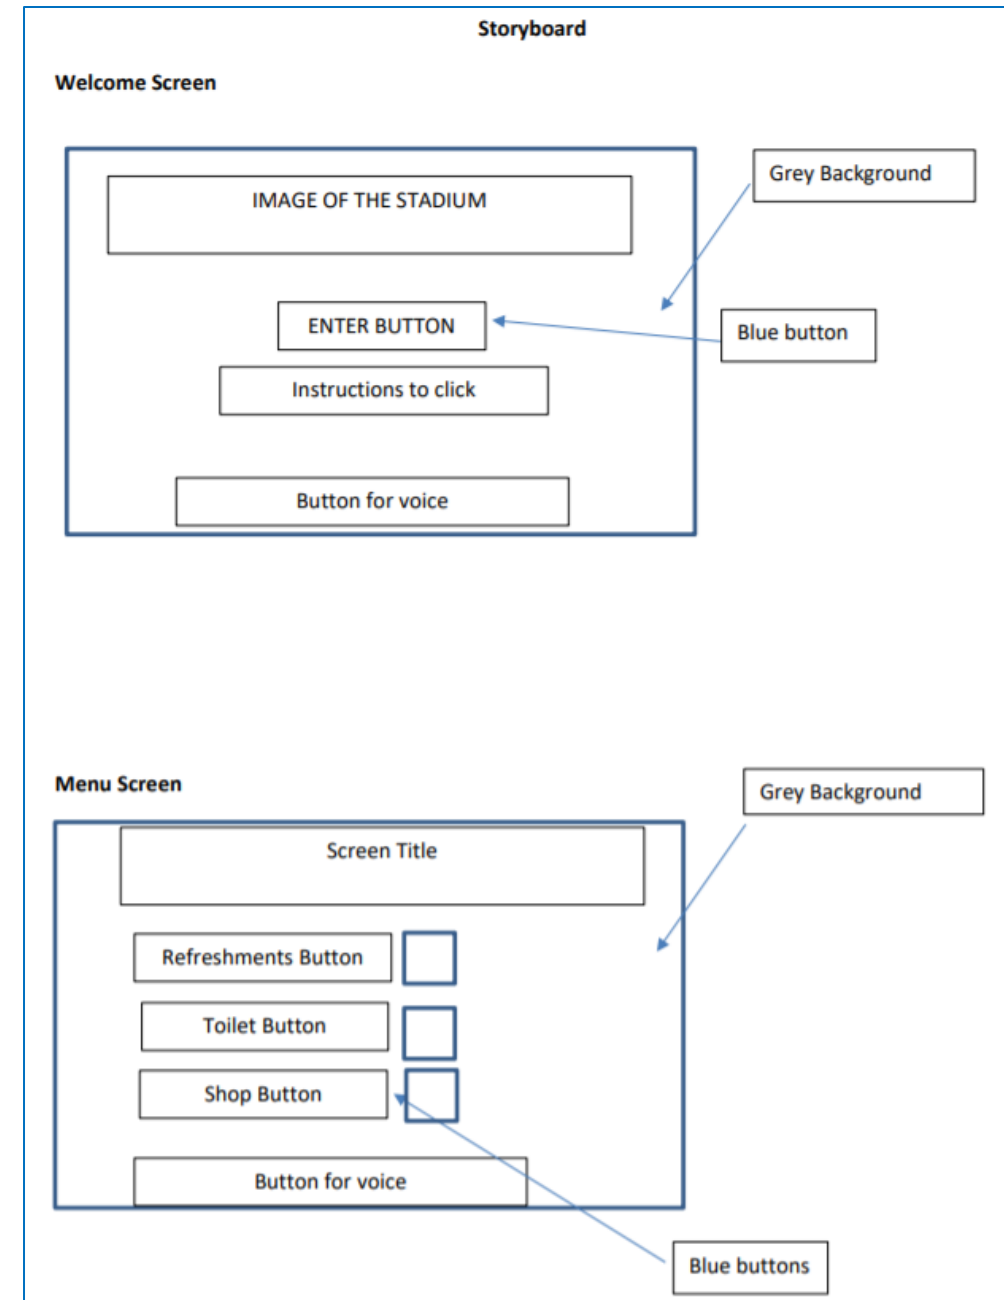 Storyboard
Welcome Screen
IMAGE OF THE STADIUM
Grey Background
ENTER BUTTON
Blue button
Instructions to click
Button for voice
Menu Screen
Grey Background
Screen Title
Refreshments Button
Toilet Button
Shop Button
Button for voice
Blue buttons